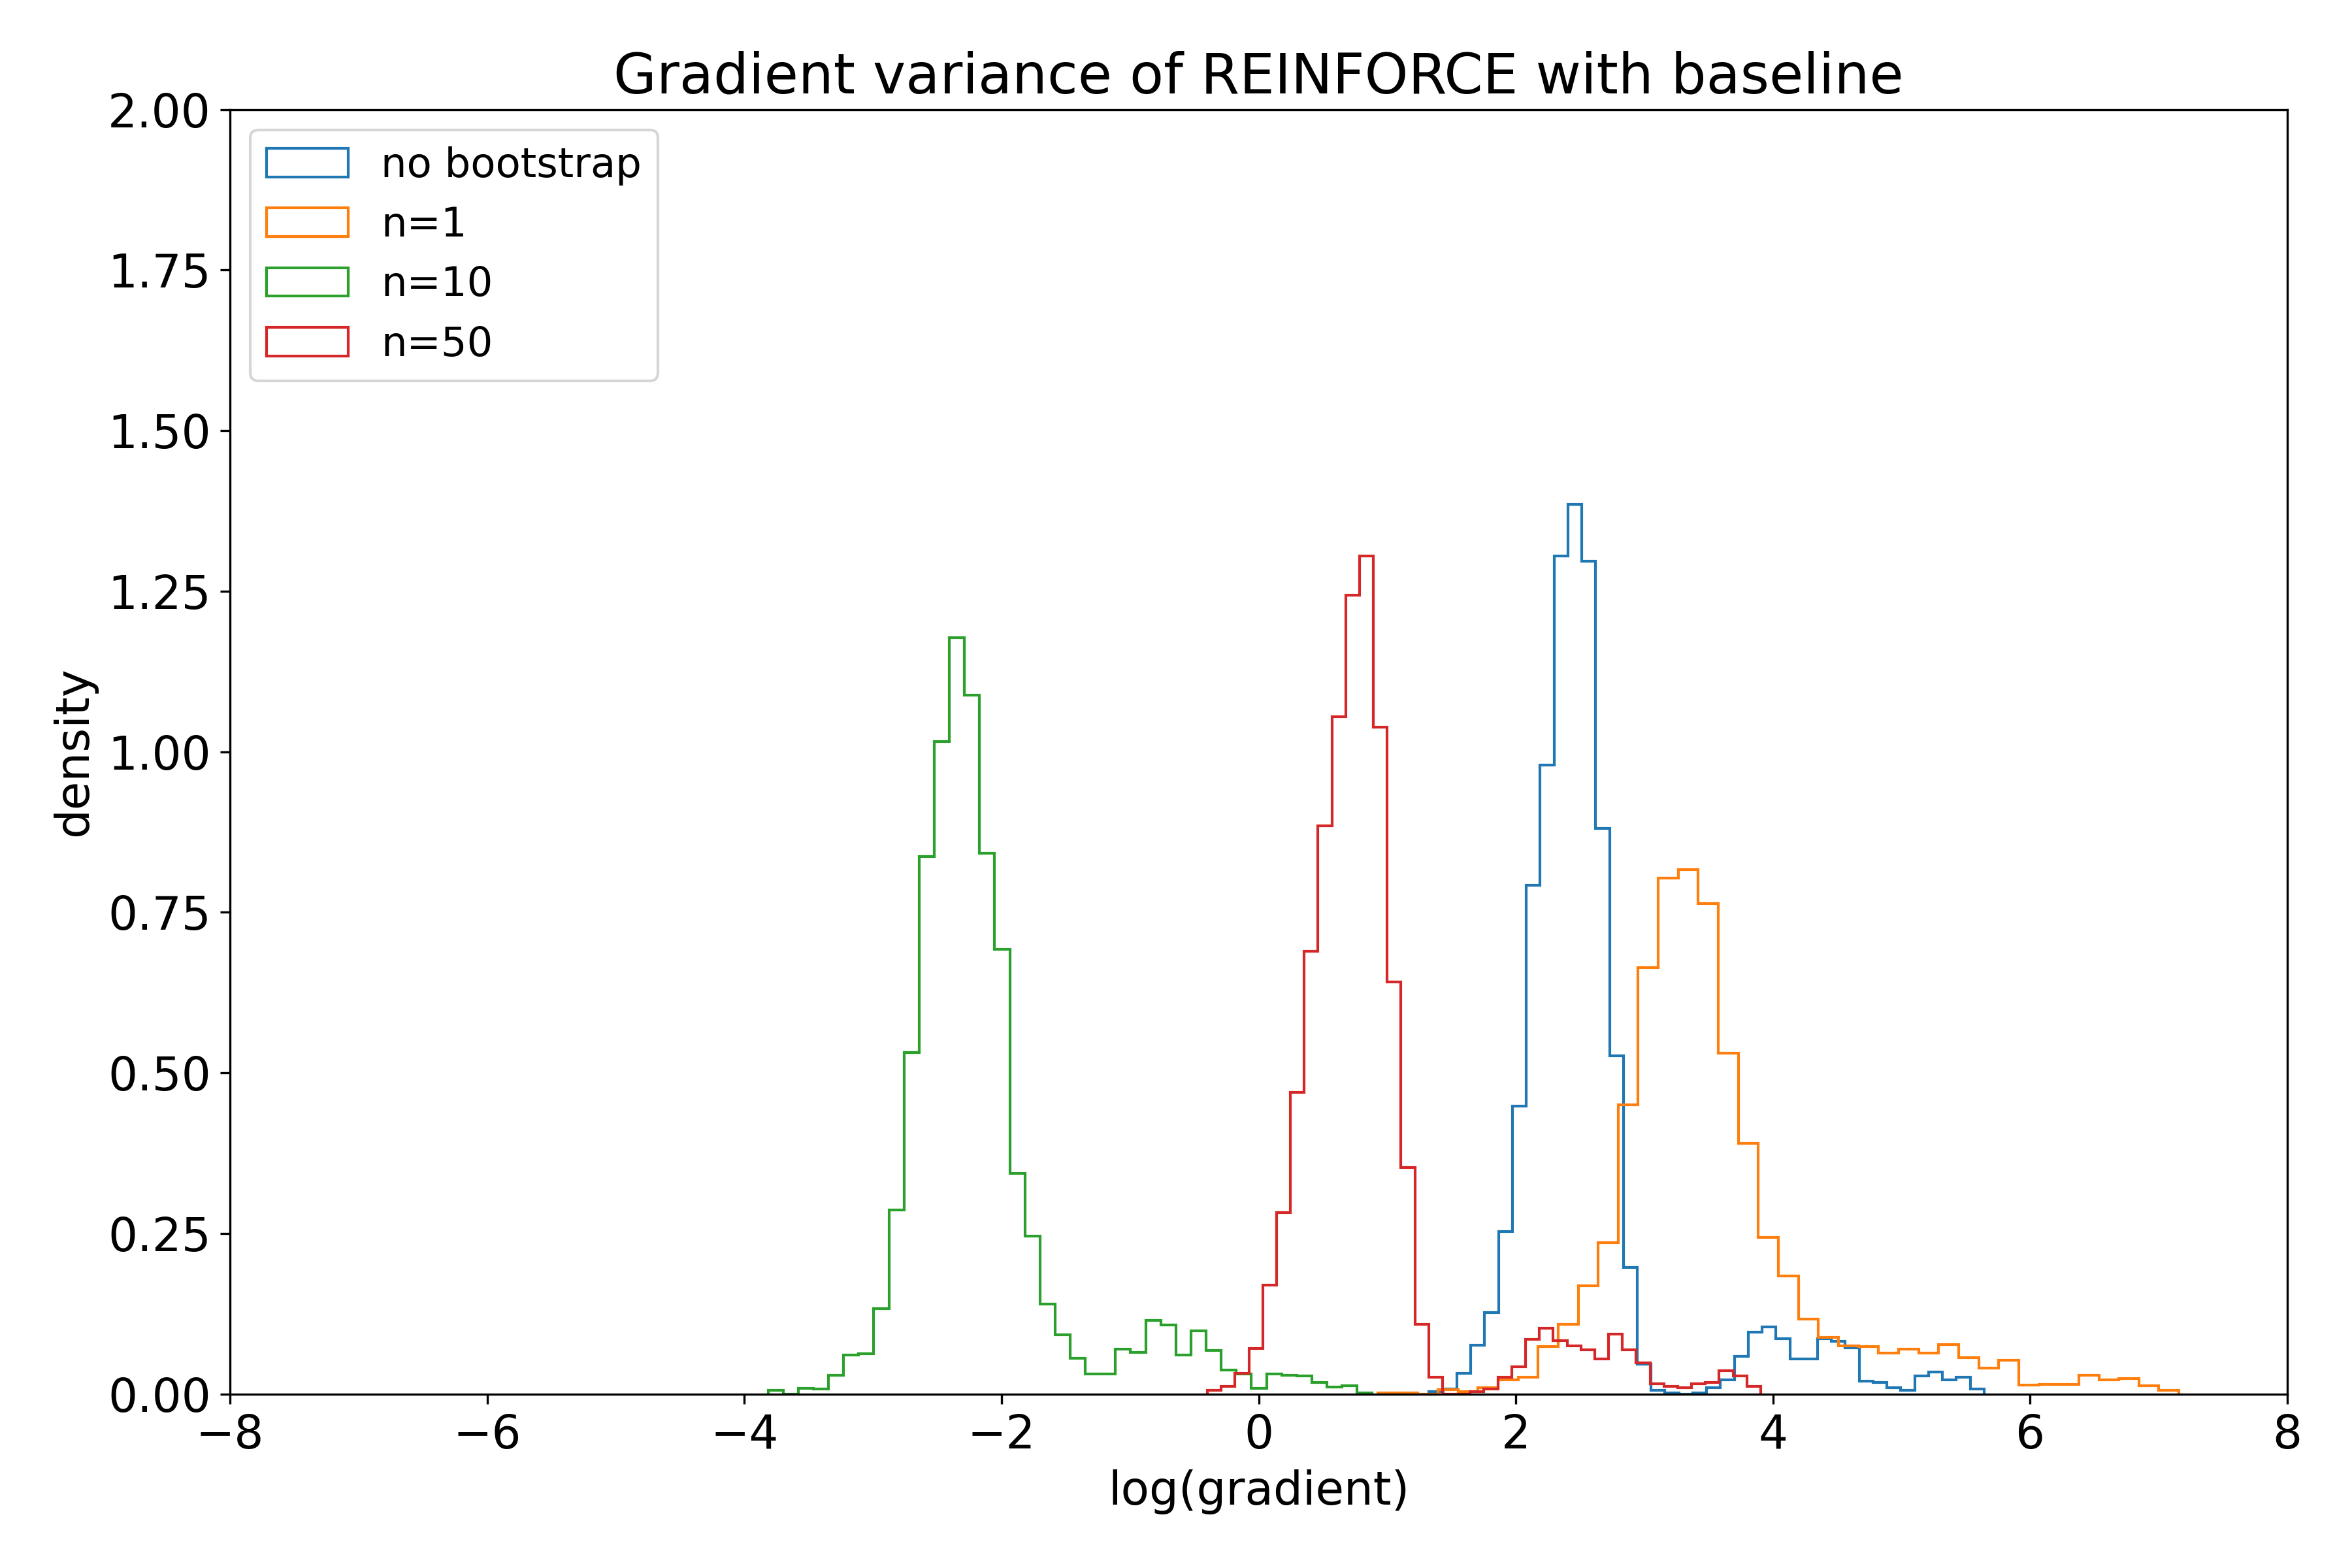 Gradient variance of REINFORCE with baseline
2.00
1.75
1.50
1.25
1.00
0.75
0.50
0.25
0.00
density
no bootstrap
n=1
n=10
n=50
−8 −6 −4 −2 0 2 4 6 8
log(gradient)